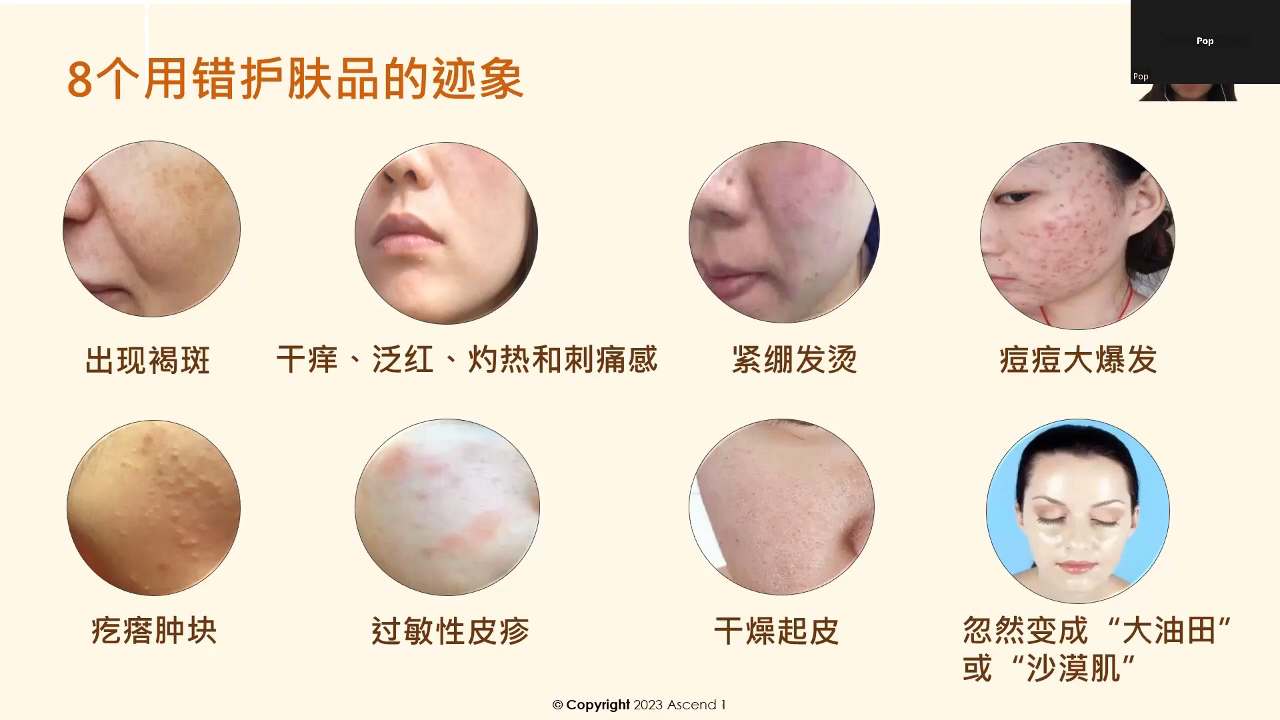 8个用错护肤品的迹象
Pop
Pop
出现褐斑
干痒、泛红、灼热和刺痛感
紧绷发烫
痘痘大爆发
疙瘩肿块
过敏性皮疹
干燥起皮
忽然变成“大油田”
或“沙漠肌”
© Copyright 2023 Ascend 1